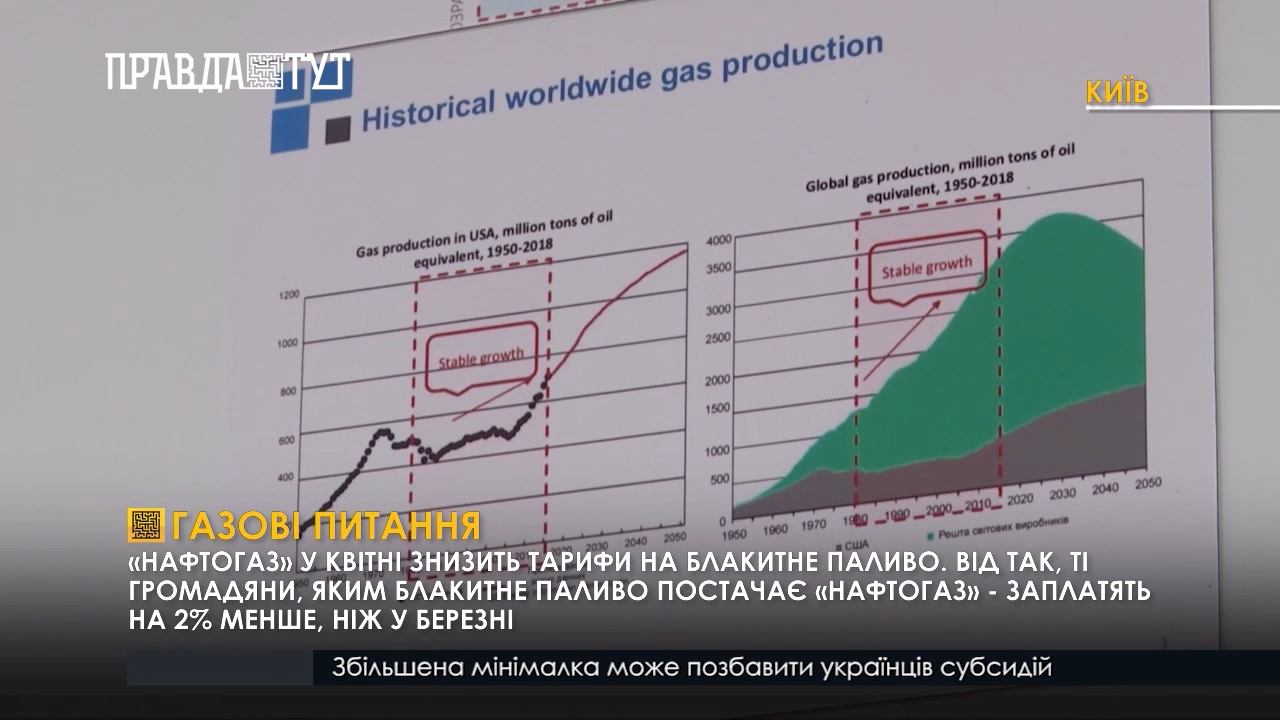 ПРАВДА ТУТ
КИЇВ
Historical worldwide gas production
Gas production in USA, million tons of oil
equivalent, 1950-2018
1200
1000
800
600
400
Stable growth
2040
2050
Global gas production, million tons of oil
equivalent, 1950-2018
4000
3500
3000
2500
2000
1500
1000
500
0
Stable growth
1950 1960 1970 1980 1990 2000 2010 2020 2030 2040 2050
США
Решта світових виробників
3
ГАЗОВІ ПИТАННЯ
«НАФТОГАЗ» У КВІТНІ ЗНИЗИТЬ ТАРИФИ НА БЛАКИТНЕ ПАЛИВО. ВІД ТАК, ТІ
ГРОМАДЯНИ, ЯКИМ БЛАКИТНЕ ПАЛИВО ПОСТАЧАЄ «НАФТОГАЗ» - ЗАПЛАТЯТЬ
НА 2% МЕНШЕ, НІЖ У БЕРЕЗНІ
Збільшена мінімалка може позбавити українців субсидій